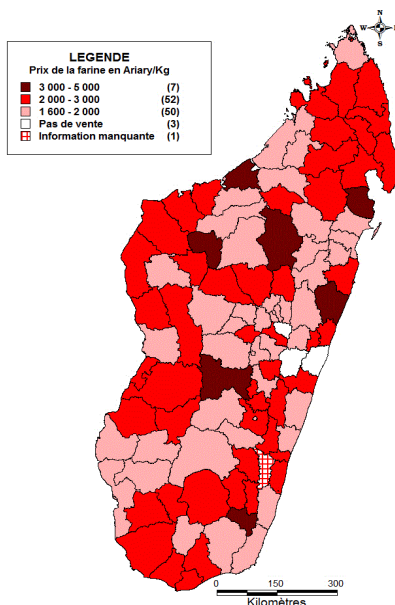 N
W E
S
LEGENDE
Prix de la farine en Ariary/Kg
3 000 - 5 000 (7)
2 000 - 3 000 (52)
1 600 - 2 000 (50)
Pas de vente (3)
Information manquante (1)
0 150 300
Kilomètres